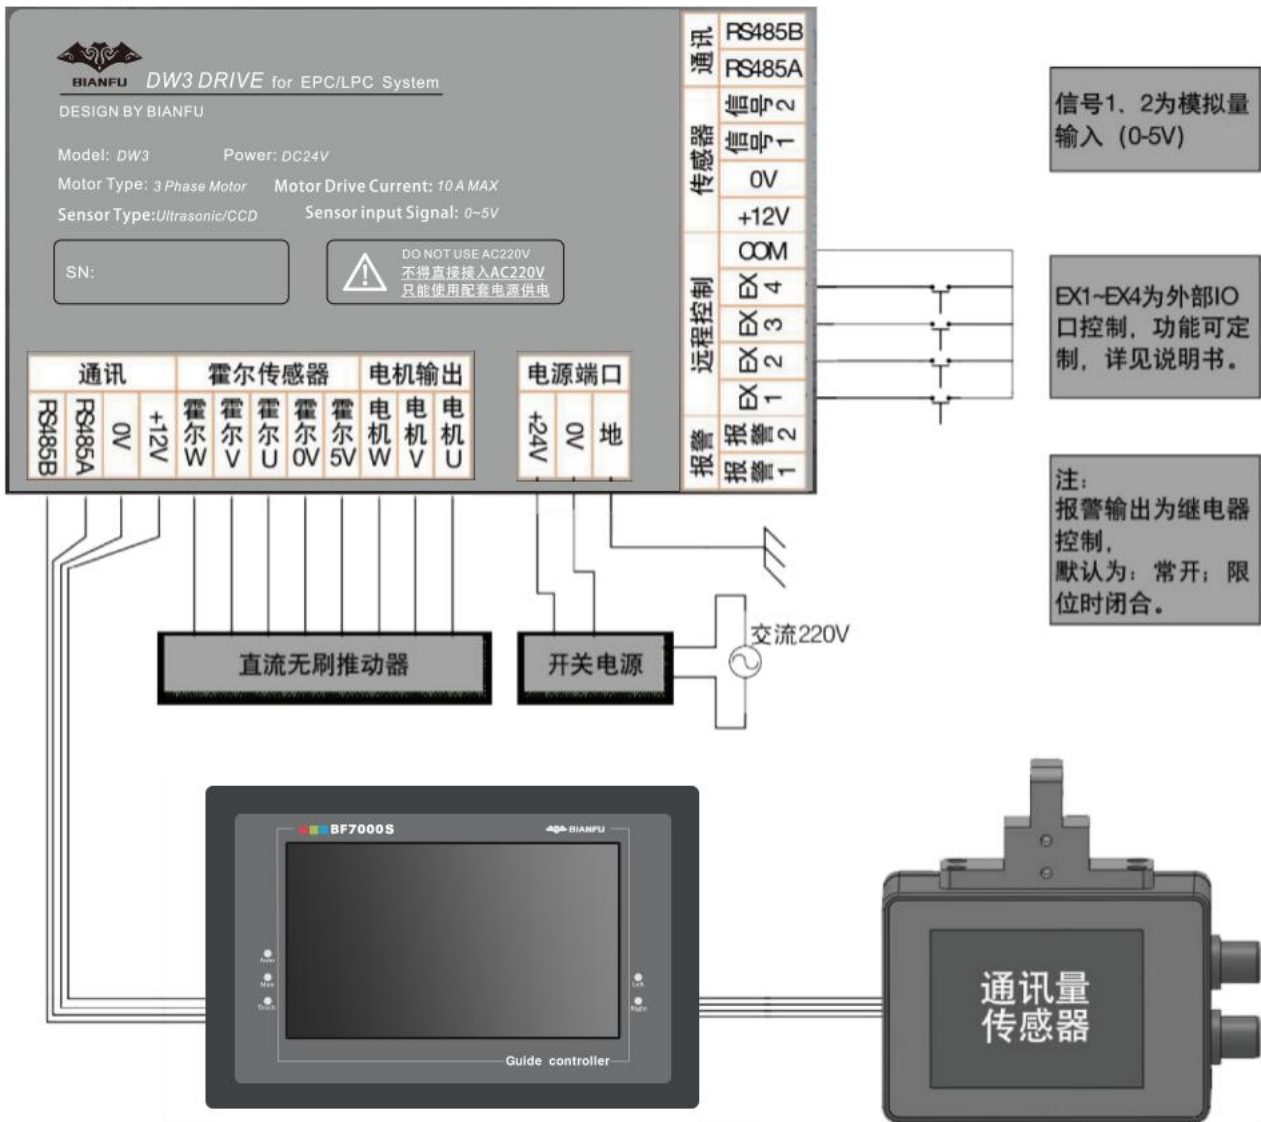 BIANFU
DW3 DRIVE for EPC/LPC System
DESIGN BY BIANFU
Model: DW3 Power: DC24V
Motor Type: 3 Phase Motor Motor Drive Current: 10 A MAX
Sensor Type:Ultrasonic/CCD Sensor input Signal: 0~5V
SN:
DO NOT USE AC220V
不得直接接入AC220V
只能使用配套电源供电
通讯
RS485B
RS485A
传感器
信号2
信号1
0V
+12V
远程控制
COM
EX4
EX3
EX2
EX1
报警
报警2
报警1
通讯
RS485B
RS485A
0V
+12V
霍尔传感器
霍尔W
霍尔V
霍尔U
霍尔0V
霍尔5V
电机输出
电机W
电机V
电机U
电源端口
+24V
0V
地
信号1、2为模拟量
输入（0-5V）
EX1~EX4为外部IO
口控制，功能可定
制，详见说明书。
注：
报警输出为继电器
控制，
默认为：常开；限
位时闭合。
直流无刷推动器
开关电源
交流220V
BF7000S
BIANFU
Auto
Man
Left
Right
Guide controller
通讯量
传感器